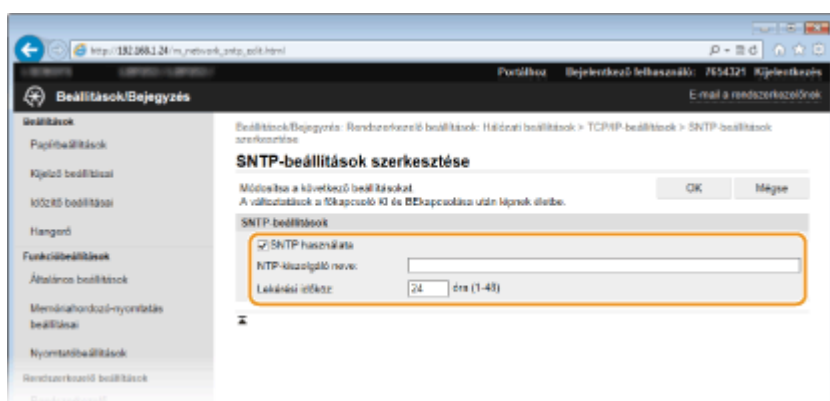 http://192.168.1.24/m_network_sntp_edit.html
Portálhoz Bejelentkező felhasználó: 7654321 Kijelentkezés
Beállítások/Bejegyzés
E-mail a rendszerkezelőnek
Beállítások
Papírbeállítások
Kijelző beállításai
Időzítő beállításai
Hangerő
Funkcióbeállítások
Általános beállítások
Memóriahordozó-nyomtatás
beállításai
Nyomtatóbeállítások
Rendszerkezelő beállítások
Beállítások/Bejegyzés: Rendszerkezelő beállítások: Hálózati beállítások > TCP/IP-beállítások > SNTP-beállítások
szerkesztése
SNTP-beállítások szerkesztése
Módosítsa a következő beállításokat.
A változtatások a főkapcsoló KI és BEkapcsolása után lépnek életbe.
OK Mégse
SNTP-beállítások
SNTP használata
NTP-kiszolgáló neve:
Lekérési időköz: 24 óra (1-48)